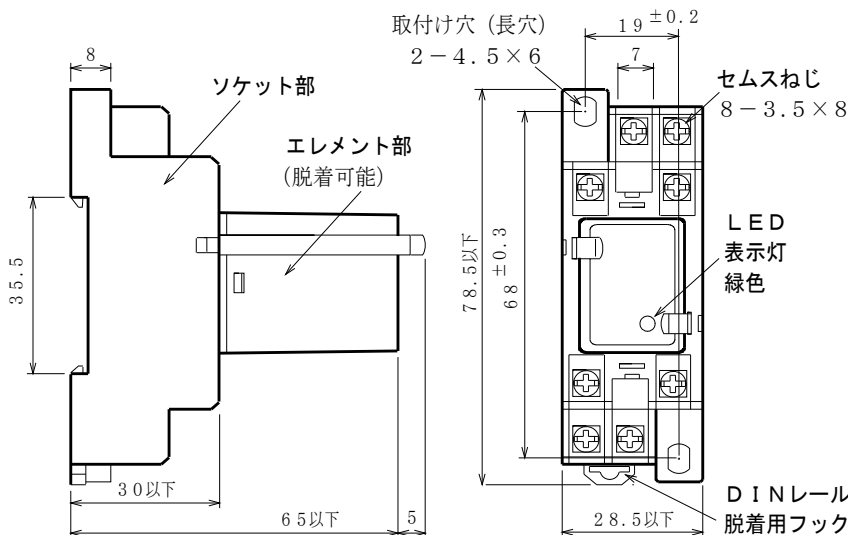 8
ソケット部
エレメント部
(脱着可能)
35.5
30以下
65以下
5
取付け穴 (長穴)
2−4.5×6
19±0.2
7
セムスねじ
8−3.5×8
78.5以下
68±0.3
LED
表示灯
緑色
28.5以下
DINレール
脱着用フック